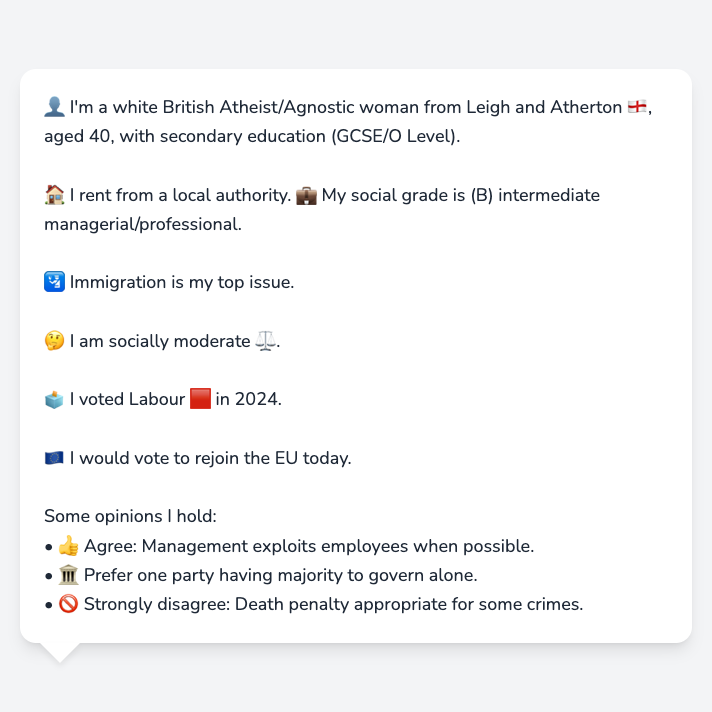 👤 I'm a white British Atheist/Agnostic woman from Leigh and Atherton 🏴󠁧󠁢󠁥󠁮󠁧󠁿,
aged 40, with secondary education (GCSE/O Level).
🏠 I rent from a local authority. 💼 My social grade is (B) intermediate
managerial/professional.
🛂 Immigration is my top issue.
🤔 I am socially moderate ⚖️.
🗳️ I voted Labour 🟥 in 2024.
🇪🇺 I would vote to rejoin the EU today.
Some opinions I hold:
• 👍 Agree: Management exploits employees when possible.
• 🏛️ Prefer one party having majority to govern alone.
• 🚫 Strongly disagree: Death penalty appropriate for some crimes.